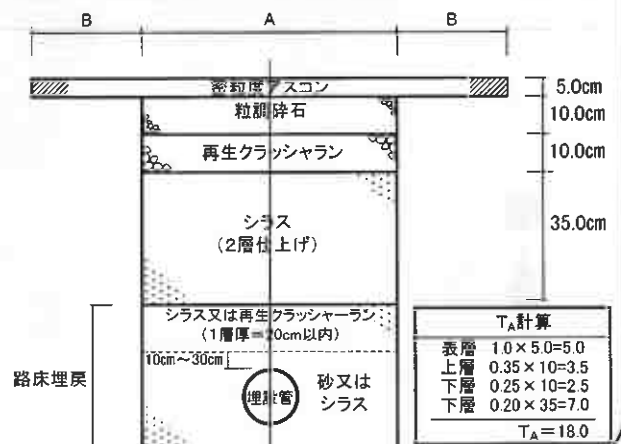 B A B
密粒度アスコン
5.0cm
粒調砕石
10.0cm
再生クラッシャラン
10.0cm
シラス
(2層仕上げ)
35.0cm
シラス又は再生クラッシャーラン
(1層厚=20cm以内)
10cm～30cm
路床埋戻
埋設管
砂又は
シラス
TA計算
表層 1.0×5.0=5.0
上層 0.35×10=3.5
下層 0.25×10=2.5
下層 0.20×35=7.0
TA=18.0